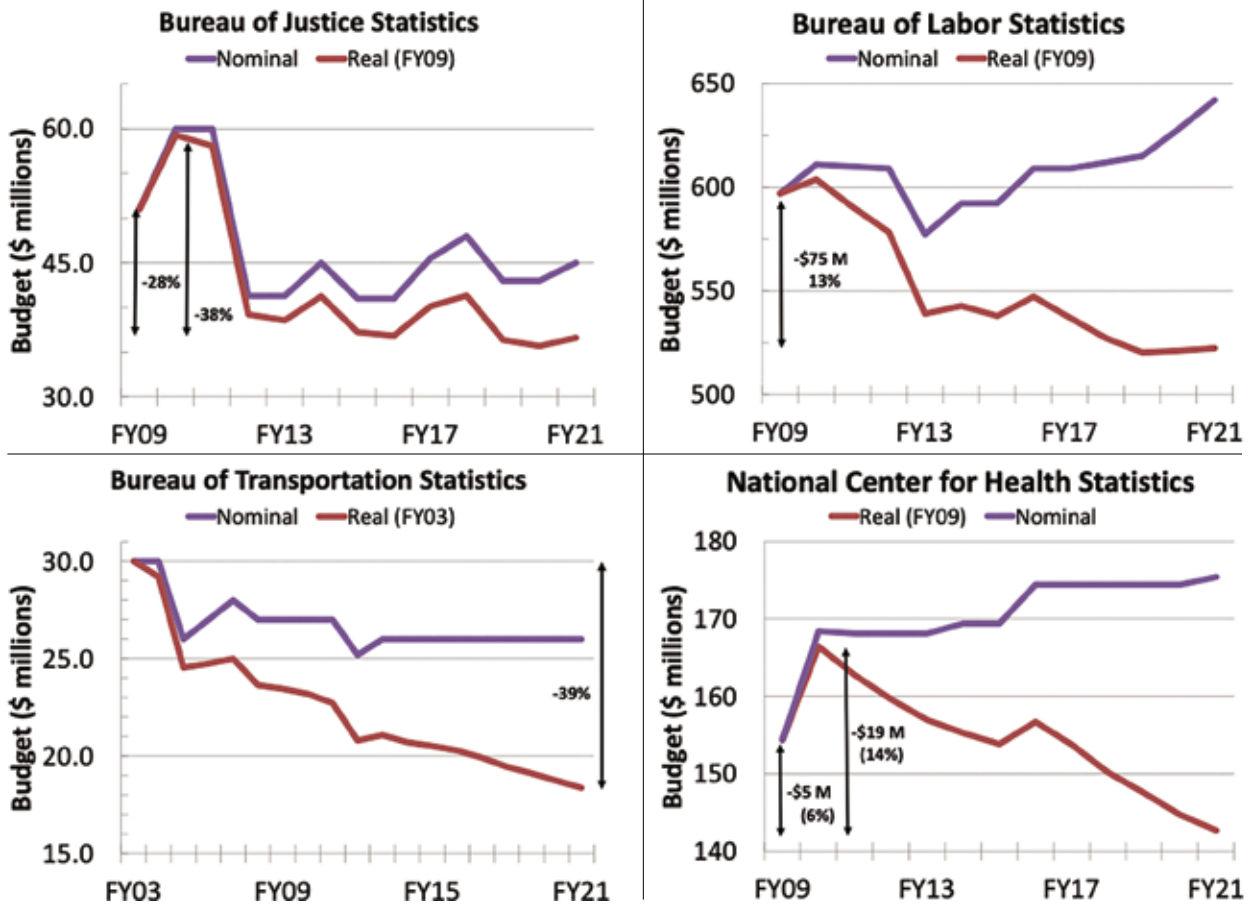 Bureau of Justice Statistics
Nominal Real (FY09)
Budget ($ millions)
60.0
45.0
30.0
-28%
-38%
FY09 FY13 FY17 FY21
Bureau of Labor Statistics
Nominal Real (FY09)
Budget ($ millions)
650
600
550
500
-$75 M
13%
FY09 FY13 FY17 FY21
Bureau of Transportation Statistics
Nominal Real (FY03)
Budget ($ millions)
30.0
25.0
20.0
15.0
-39%
FY03 FY09 FY15 FY21
National Center for Health Statistics
Real (FY09) Nominal
Budget ($ millions)
180
170
160
150
140
-$19 M
(14%)
-$5 M
(6%)
FY09 FY13 FY17 FY21